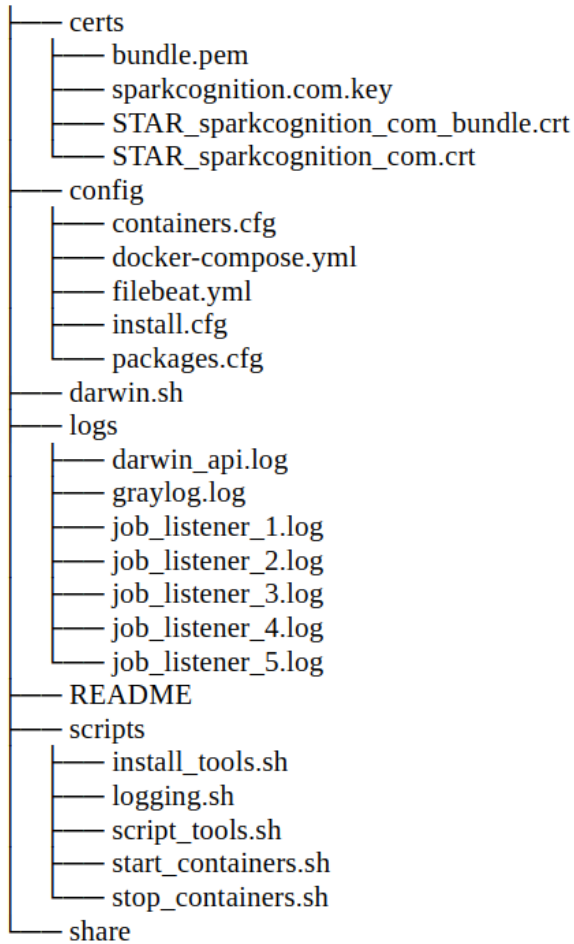 certs
bundle.pem
sparkcognition.com.key
STAR_sparkcognition_com_bundle.crt
STAR_sparkcognition_com.crt
config
containers.cfg
docker-compose.yml
filebeat.yml
install.cfg
packages.cfg
darwin.sh
logs
darwin_api.log
graylog.log
job_listener_1.log
job_listener_2.log
job_listener_3.log
job_listener_4.log
job_listener_5.log
README
scripts
install_tools.sh
logging.sh
script_tools.sh
start_containers.sh
stop_containers.sh
share